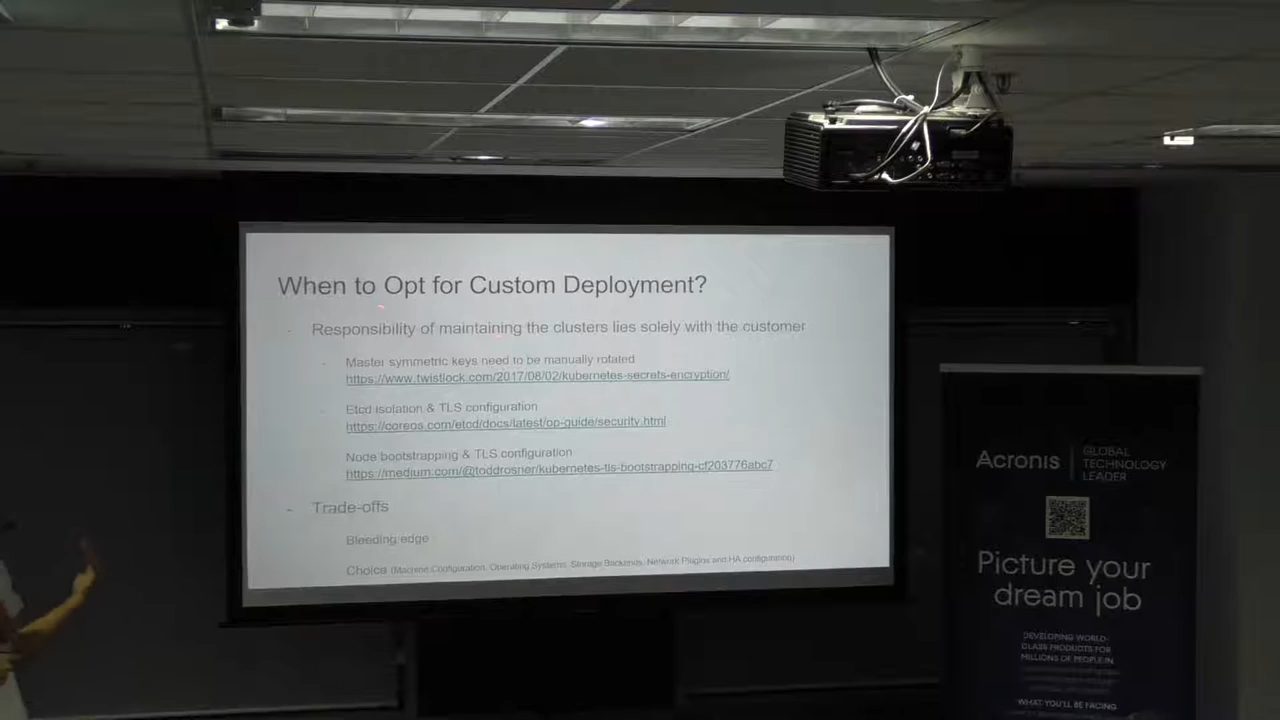 When to Opt for Custom Deployment?
- Responsibility of maintaining the clusters lies solely with the customer
- Master symmetric keys need to be manually rotated
https://www.twistlock.com/2017/08/02/kubernetes-secrets-encryption/
- Etcd isolation & TLS configuration
https://coreos.com/etcd/docs/latest/op-guide/security.html
Node bootstrapping & TLS configuration
https://medium.com/@toddrosner/kubernetes-tls-bootstrapping-cf203776abc7
- Trade-offs
Bleeding edge
Choice (Machine Configuration, Operating Systems, Storage Backends, Network Plugins and HA configuration)
Acronis
GLOBAL
TECHNOLOGY
LEADER
Picture your
dream job
DEVELOPING WORLD-
CLASS PRODUCTS FOR
MILLIONS OF PEOPLE IN
WHAT YOU'LL BE FACING